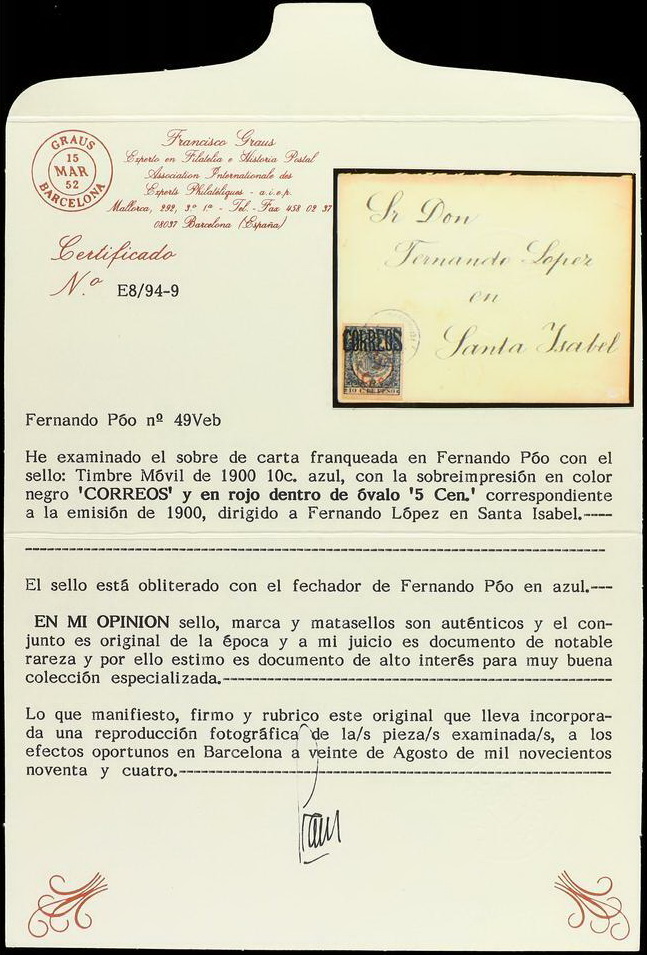 GRAUS
15
MAR
52
BARCELONA
Francisco Graus
Experto en Filatelia e Historia Postal
Association Internationale des
Experts Philatéliques - a.i.e.p.
Mallorca, 292, 3º 1ª - Tel.-Fax 458 02 37
08037 Barcelona (España)
Certificado
N.º E8/94-9
Sr Don
Fernando Lopez
en
Santa Isabel
CORREOS
10 C. DE PESO
Fernando Póo nº 49Veb
He examinado el sobre de carta franqueada en Fernando Póo con el
sello: Timbre Móvil de 1900 10c. azul, con la sobreimpresión en color
negro 'CORREOS' y en rojo dentro de óvalo '5 Cen.' correspondiente
a la emisión de 1900, dirigido a Fernando López en Santa Isabel.----
El sello está obliterado con el fechador de Fernando Póo en azul.---
EN MI OPINION sello, marca y matasellos son auténticos y el con-
junto es original de la época y a mi juicio es documento de notable
rareza y por ello estimo es documento de alto interés para muy buena
colección especializada.----
Lo que manifiesto, firmo y rubrico este original que lleva incorpora-
da una reproducción fotográfica de la/s pieza/s examinada/s, a los
efectos oportunos en Barcelona a veinte de Agosto de mil novecientos
noventa y cuatro.----